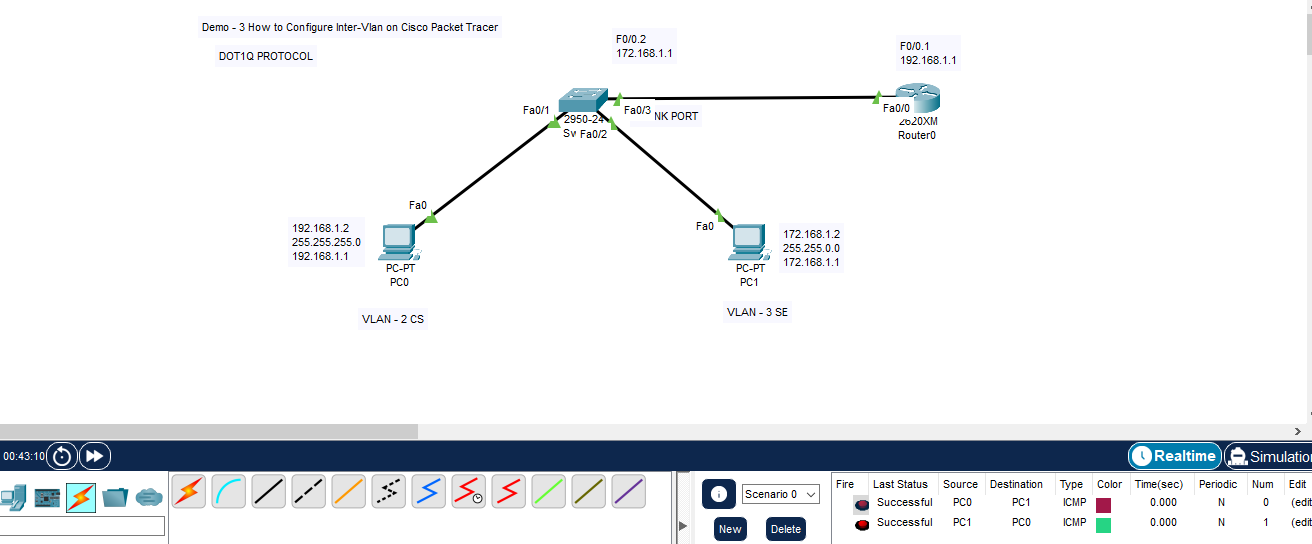 Demo - 3 How to Configure Inter-Vlan on Cisco Packet Tracer
DOT1Q PROTOCOL
F0/0.2
172.168.1.1
F0/0.1
192.168.1.1
Fa0/1
Fa0/3
NK PORT
Fa0/0
2950-24
Sw Fa0/2
2620XM
Router0
Fa0
Fa0
192.168.1.2
255.255.255.0
192.168.1.1
172.168.1.2
255.255.0.0
172.168.1.1
PC-PT
PC0
PC-PT
PC1
VLAN - 2 CS
VLAN - 3 SE
00:43:10
Realtime
Simulation
Scenario 0
New
Delete
Fire Last Status Source Destination Type Color Time(sec) Periodic Num Edit
Successful PC0 PC1 ICMP 0.000 N 0 (edit
Successful PC1 PC0 ICMP 0.000 N 1 (edit